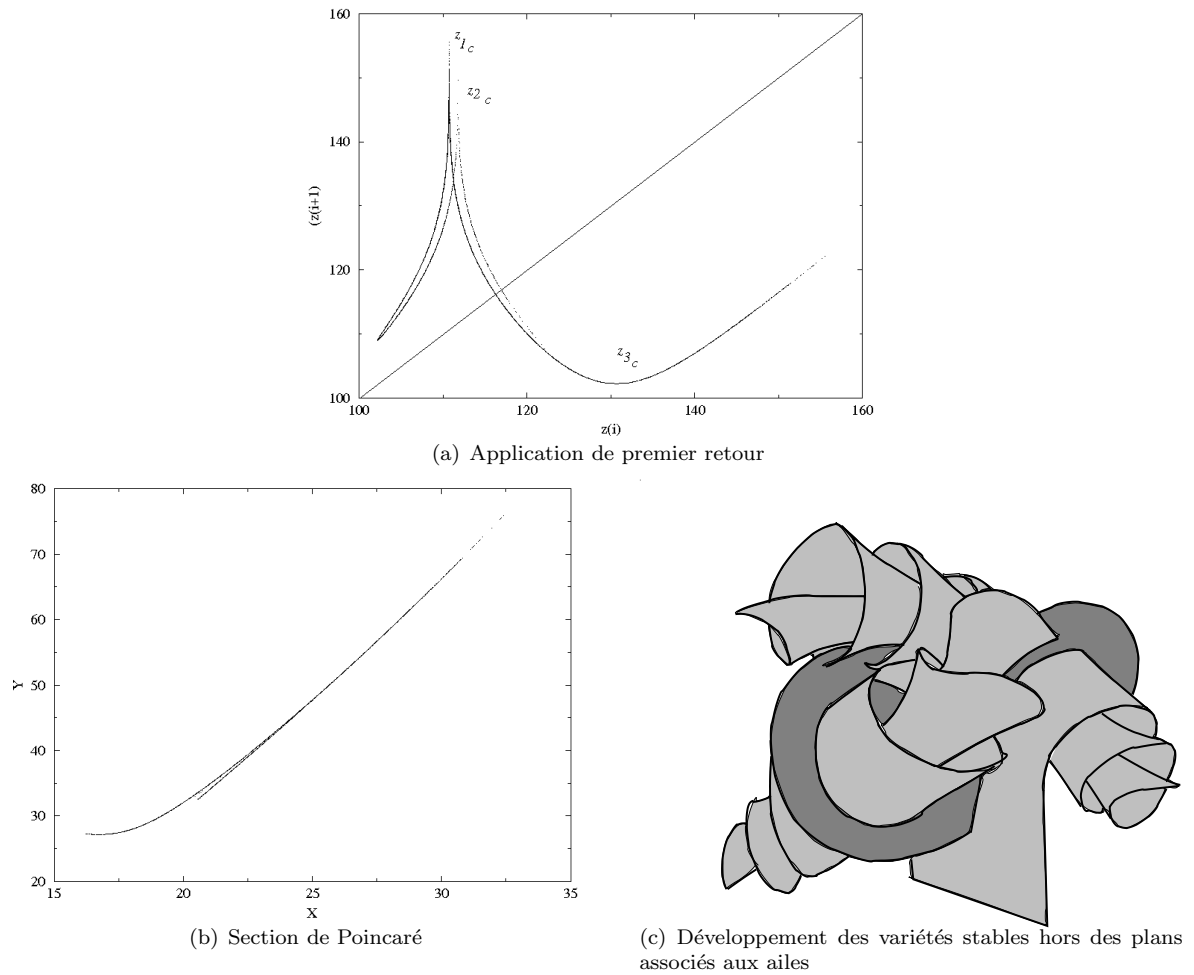 160
z1c
z2c
140
(z(i+1)
120
z3c
100
100 120 140 160
z(i)
(a) Application de premier retour
80
70
60
Y
50
40
30
20
15 20 25 30 35
X
(b) Section de Poincaré
(c) Développement des variétés stables hors des plans
associés aux ailes